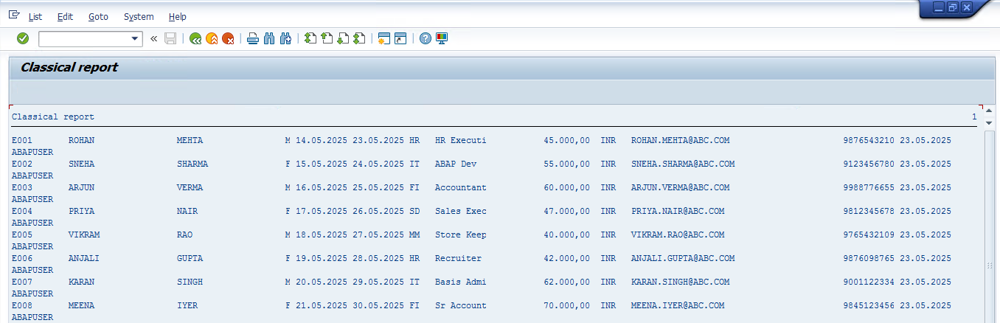 List Edit Goto System Help
Classical report
Classical report 1
E001 ROHAN MEHTA M 14.05.2025 23.05.2025 HR HR Executi 45.000,00 INR ROHAN.MEHTA@ABC.COM 9876543210 23.05.2025
ABAPUSER
E002 SNEHA SHARMA F 15.05.2025 24.05.2025 IT ABAP Dev 55.000,00 INR SNEHA.SHARMA@ABC.COM 9123456780 23.05.2025
ABAPUSER
E003 ARJUN VERMA M 16.05.2025 25.05.2025 FI Accountant 60.000,00 INR ARJUN.VERMA@ABC.COM 9988776655 23.05.2025
ABAPUSER
E004 PRIYA NAIR F 17.05.2025 26.05.2025 SD Sales Exec 47.000,00 INR PRIYA.NAIR@ABC.COM 9812345678 23.05.2025
ABAPUSER
E005 VIKRAM RAO M 18.05.2025 27.05.2025 MM Store Keep 40.000,00 INR VIKRAM.RAO@ABC.COM 9765432109 23.05.2025
ABAPUSER
E006 ANJALI GUPTA F 19.05.2025 28.05.2025 HR Recruiter 42.000,00 INR ANJALI.GUPTA@ABC.COM 9876098765 23.05.2025
ABAPUSER
E007 KARAN SINGH M 20.05.2025 29.05.2025 IT Basis Admi 62.000,00 INR KARAN.SINGH@ABC.COM 9001122334 23.05.2025
ABAPUSER
E008 MEENA IYER F 21.05.2025 30.05.2025 FI Sr Account 70.000,00 INR MEENA.IYER@ABC.COM 9845123456 23.05.2025
ABAPUSER